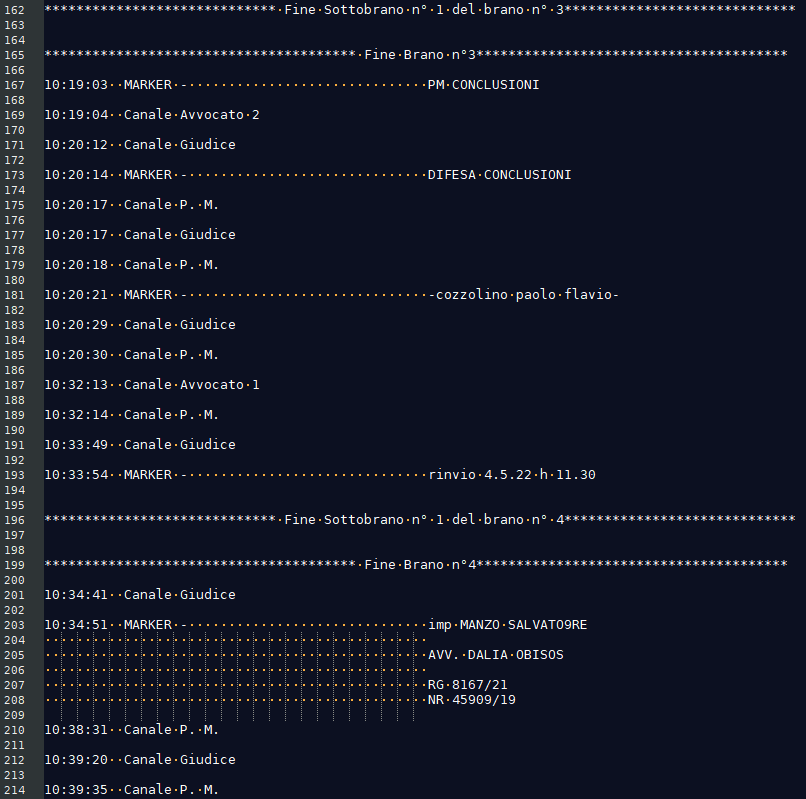 162 ***************************** Fine Sottobrano n° 1 del brano n° 3*****************************
163
164
165 *************************************** Fine Brano n°3***************************************
166
167 10:19:03  MARKER -                              PM CONCLUSIONI
168
169 10:19:04  Canale Avvocato 2
170
171 10:20:12  Canale Giudice
172
173 10:20:14  MARKER -                              DIFESA CONCLUSIONI
174
175 10:20:17  Canale P. M.
176
177 10:20:17  Canale Giudice
178
179 10:20:18  Canale P. M.
180
181 10:20:21  MARKER -                              -cozzolino paolo flavio-
182
183 10:20:29  Canale Giudice
184
185 10:20:30  Canale P. M.
186
187 10:32:13  Canale Avvocato 1
188
189 10:32:14  Canale P. M.
190
191 10:33:49  Canale Giudice
192
193 10:33:54  MARKER -                              rinvio 4.5.22 h 11.30
194
195
196 ***************************** Fine Sottobrano n° 1 del brano n° 4*****************************
197
198
199 *************************************** Fine Brano n°4***************************************
200
201 10:34:41  Canale Giudice
202
203 10:34:51  MARKER -                              imp MANZO SALVATO9RE
204
205                                                 AVV. DALIA OBISOS
206
207                                                 RG 8167/21
208                                                 NR 45909/19
209
210 10:38:31  Canale P. M.
211
212 10:39:20  Canale Giudice
213
214 10:39:35  Canale P. M.